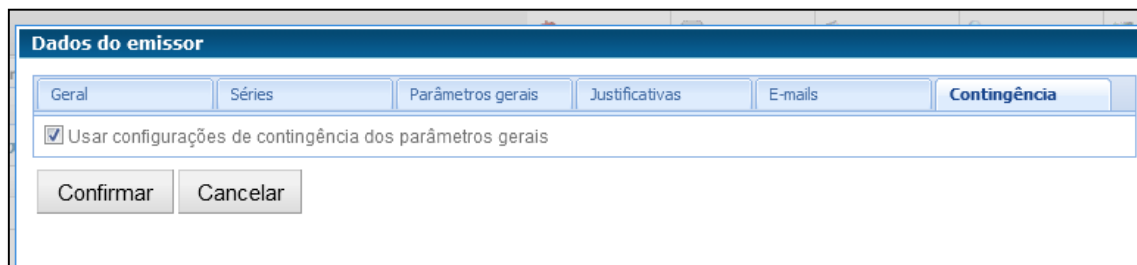 Dados do emissor
Geral Séries Parâmetros gerais Justificativas E-mails Contingência
Usar configurações de contingência dos parâmetros gerais
Confirmar Cancelar